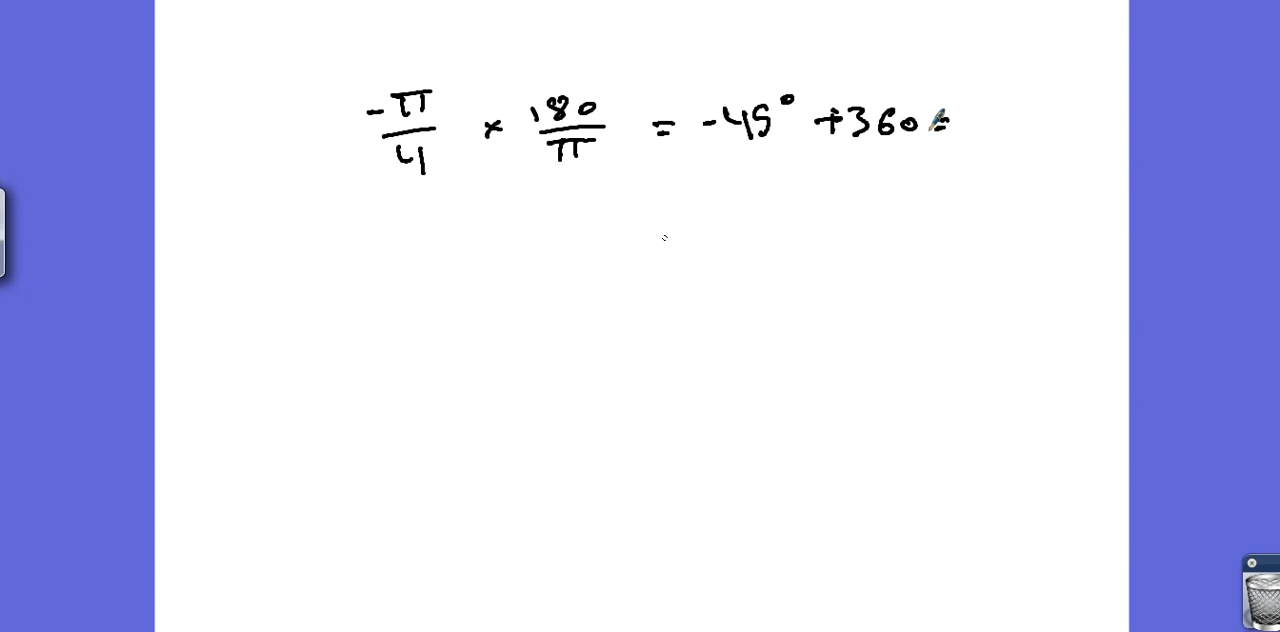 -π/4 × 180/π = -45° +360 =